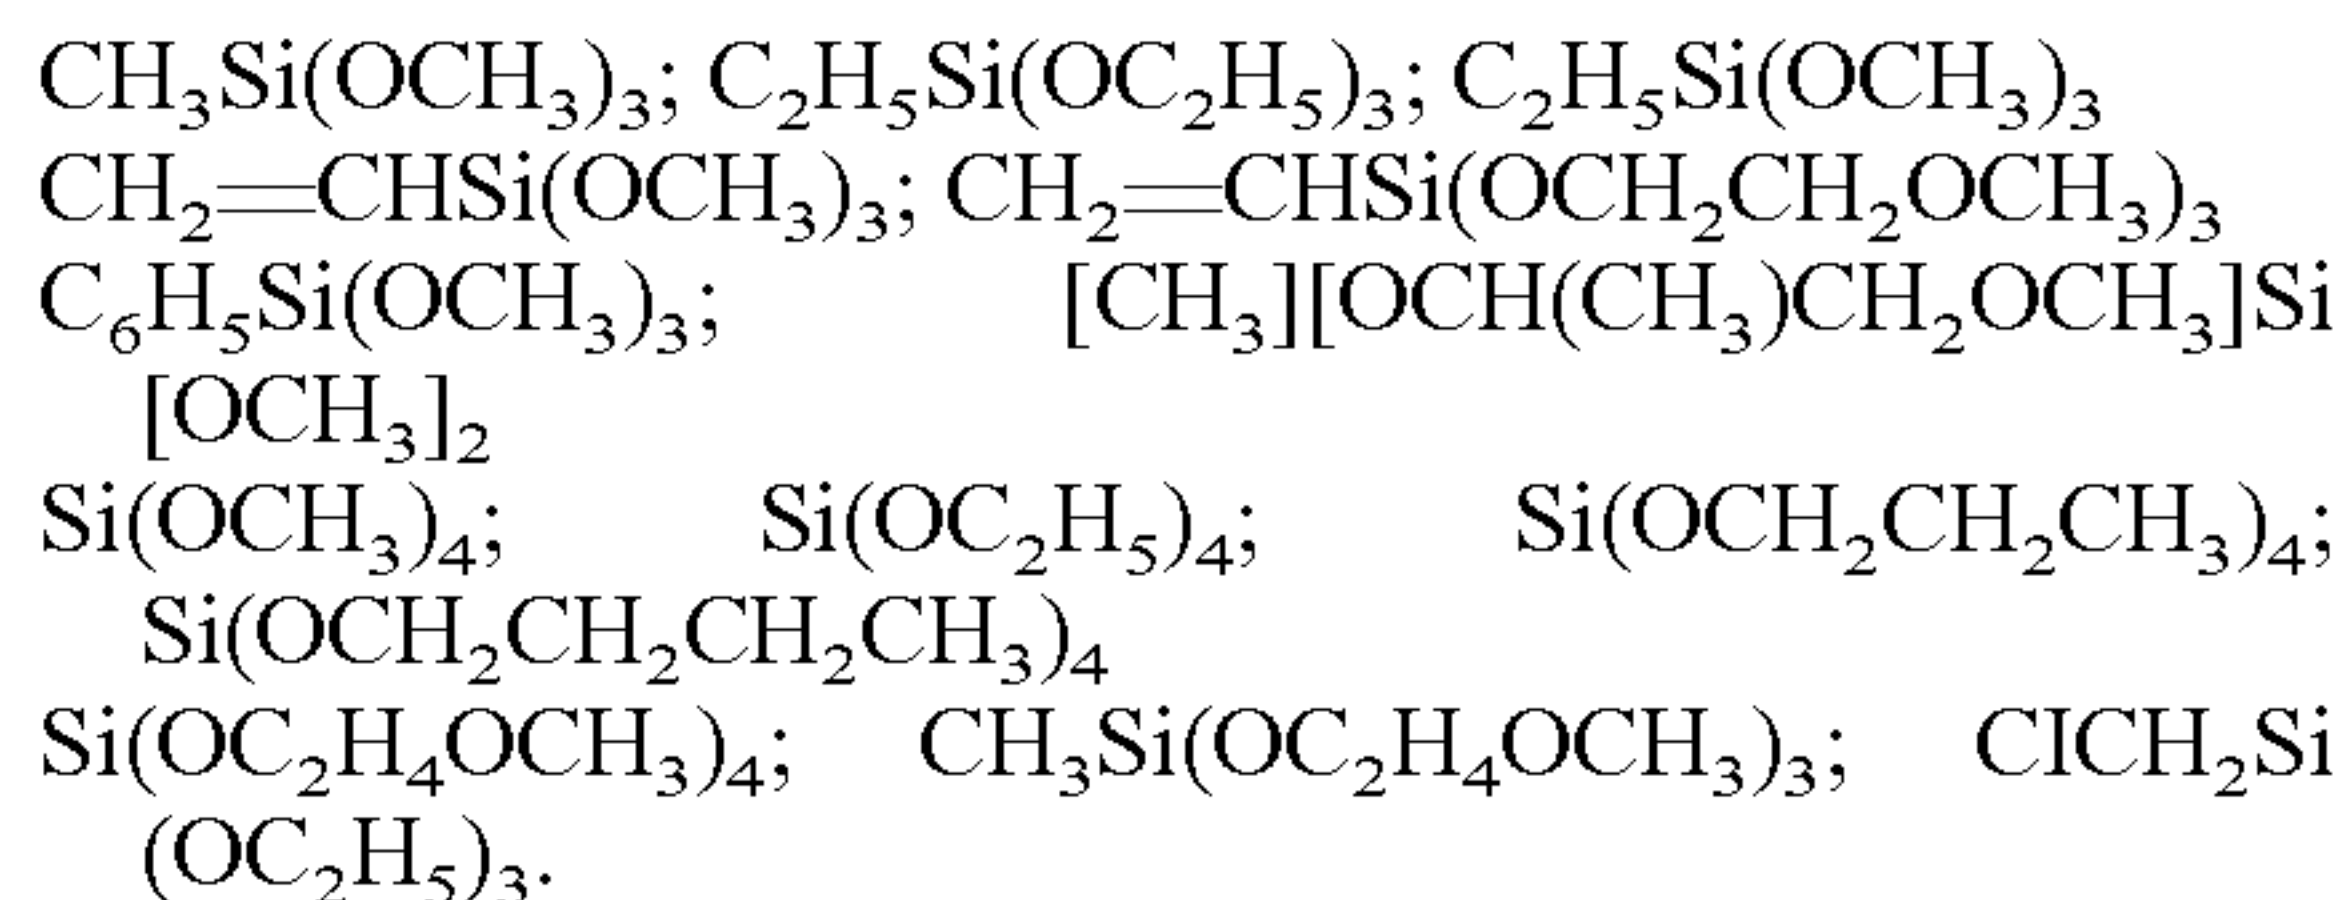 CH₃Si(OCH₃)₃; C₂H₅Si(OC₂H₅)₃; C₂H₅Si(OCH₃)₃
CH₂═CHSi(OCH₃)₃; CH₂═CHSi(OCH₂CH₂OCH₃)₃
C₆H₅Si(OCH₃)₃; [CH₃][OCH(CH₃)CH₂OCH₃]Si
[OCH₃]₂
Si(OCH₃)₄; Si(OC₂H₅)₄; Si(OCH₂CH₂CH₃)₄;
Si(OCH₂CH₂CH₂CH₃)₄
Si(OC₂H₄OCH₃)₄; CH₃Si(OC₂H₄OCH₃)₃; CICH₂Si
(OC₂H₅)₃.